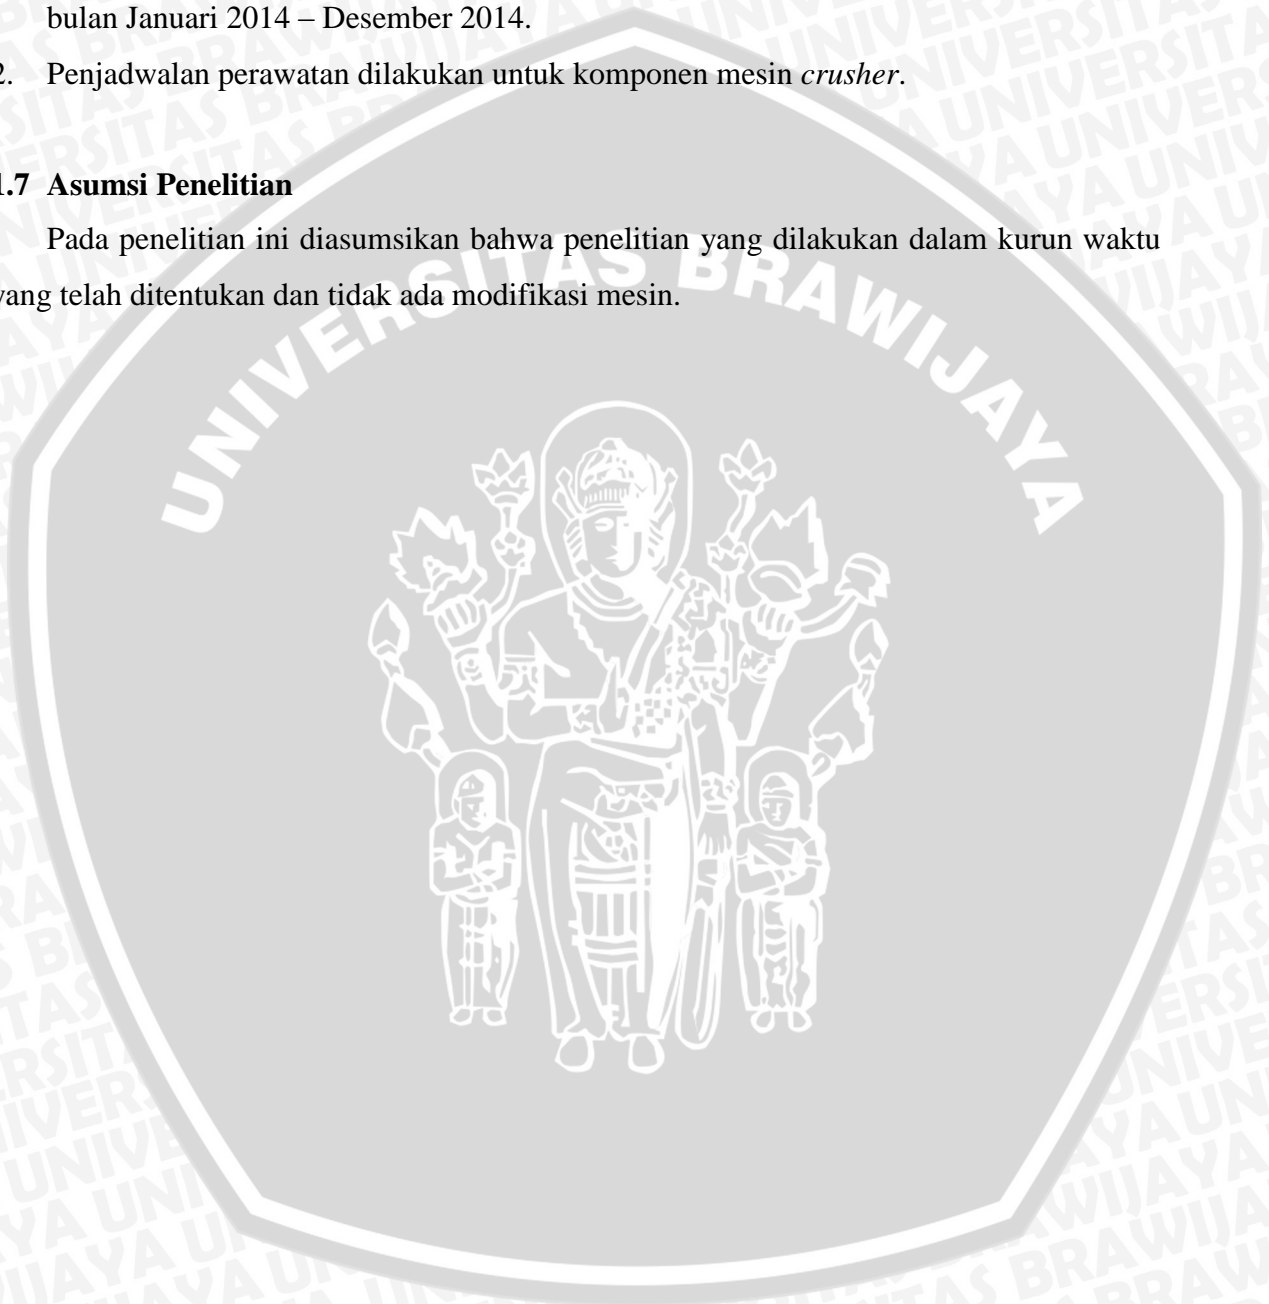 bulan Januari 2014 – Desember 2014.
2. Penjadwalan perawatan dilakukan untuk komponen mesin crusher.
1.7 Asumsi Penelitian
Pada penelitian ini diasumsikan bahwa penelitian yang dilakukan dalam kurun waktu
yang telah ditentukan dan tidak ada modifikasi mesin.
UNIVERSITAS BRAWIJAYA